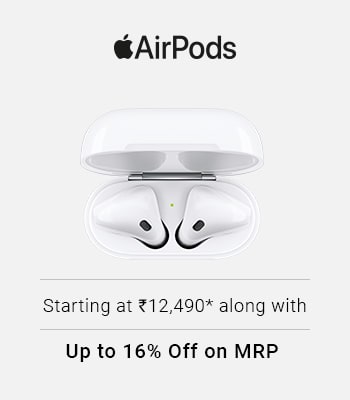 AirPods
Starting at ₹12,490* along with
Up to 16% Off on MRP